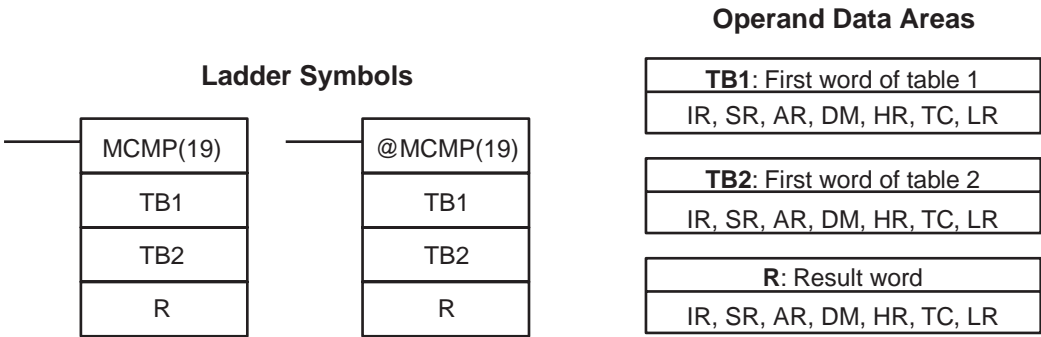 Ladder Symbols
MCMP(19)
TB1
TB2
R
@MCMP(19)
TB1
TB2
R
Operand Data Areas
TB1: First word of table 1
IR, SR, AR, DM, HR, TC, LR
TB2: First word of table 2
IR, SR, AR, DM, HR, TC, LR
R: Result word
IR, SR, AR, DM, HR, TC, LR